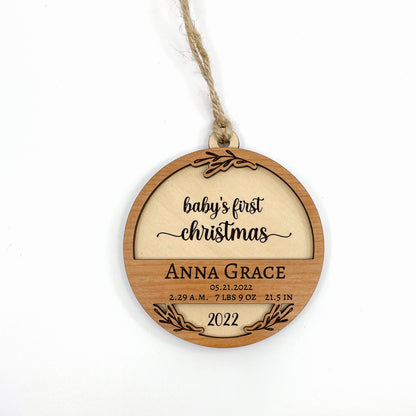 baby's first
christmas
ANNA GRACE
05.21.2022
2.29 A.M. 7 LBS 9 OZ 21.5 IN
2022